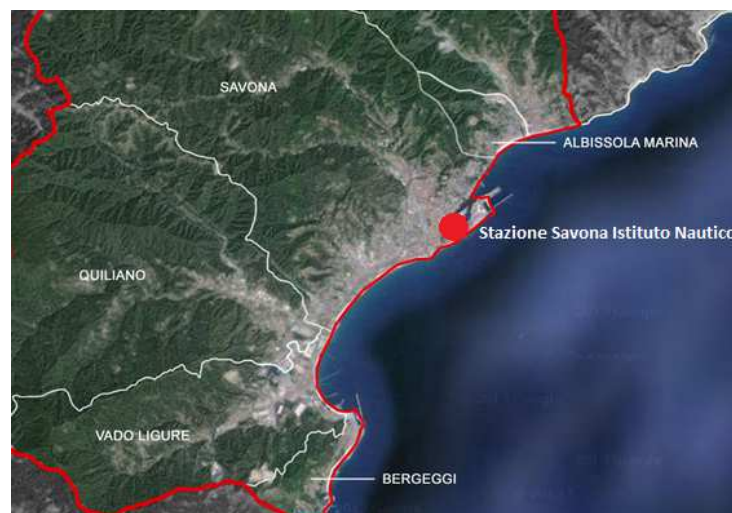 SAVONA
ALBISSOLA MARINA
Stazione Savona Istituto Nautico
QUILIANO
VADO LIGURE
BERGEGGI